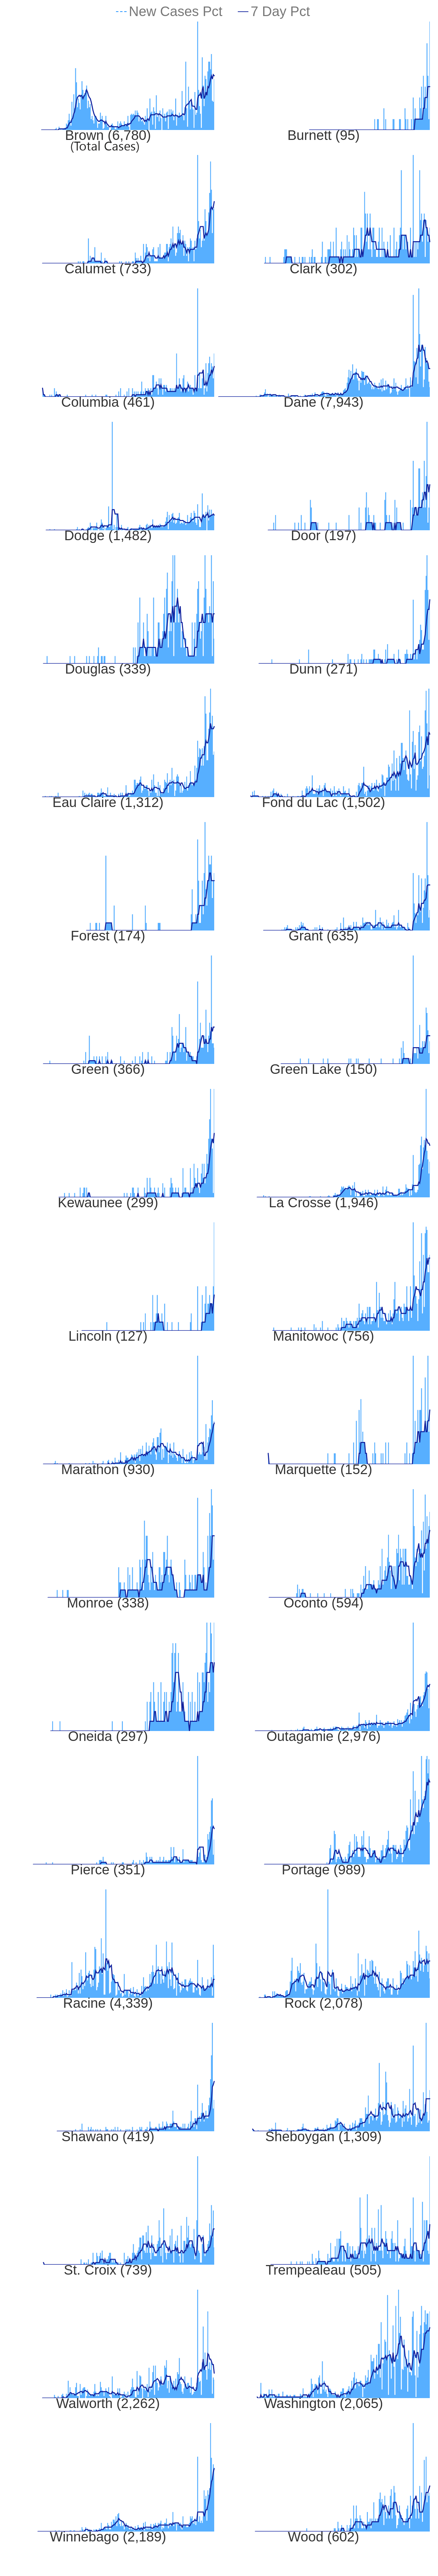 New Cases Pct 7 Day Pct
Brown (6,780) Burnett (95)
(Total Cases)
Calumet (733) Clark (302)
Columbia (461) Dane (7,943)
Dodge (1,482) Door (197)
Douglas (339) Dunn (271)
Eau Claire (1,312) Fond du Lac (1,502)
Forest (174) Grant (635)
Green (366) Green Lake (150)
Kewaunee (299) La Crosse (1,946)
Lincoln (127) Manitowoc (756)
Marathon (930) Marquette (152)
Monroe (338) Oconto (594)
Oneida (297) Outagamie (2,976)
Pierce (351) Portage (989)
Racine (4,339) Rock (2,078)
Shawano (419) Sheboygan (1,309)
St. Croix (739) Trempealeau (505)
Walworth (2,262) Washington (2,065)
Winnebago (2,189) Wood (602)